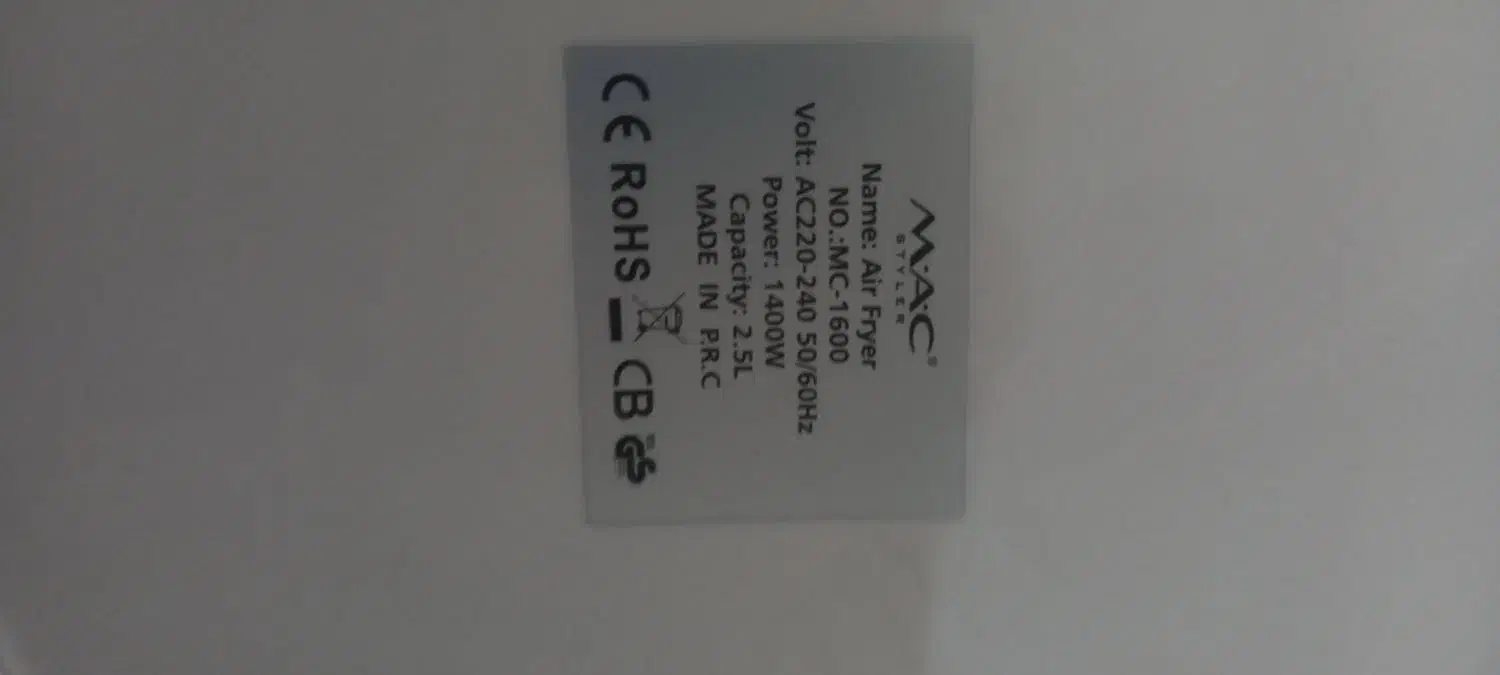 M·A·C®
STYLER
Name: Air Fryer
NO.:MC-1600
Volt: AC220-240 50/60Hz
Power: 1400W
Capacity: 2.5L
MADE IN P.R.C
CE RoHS CB GS